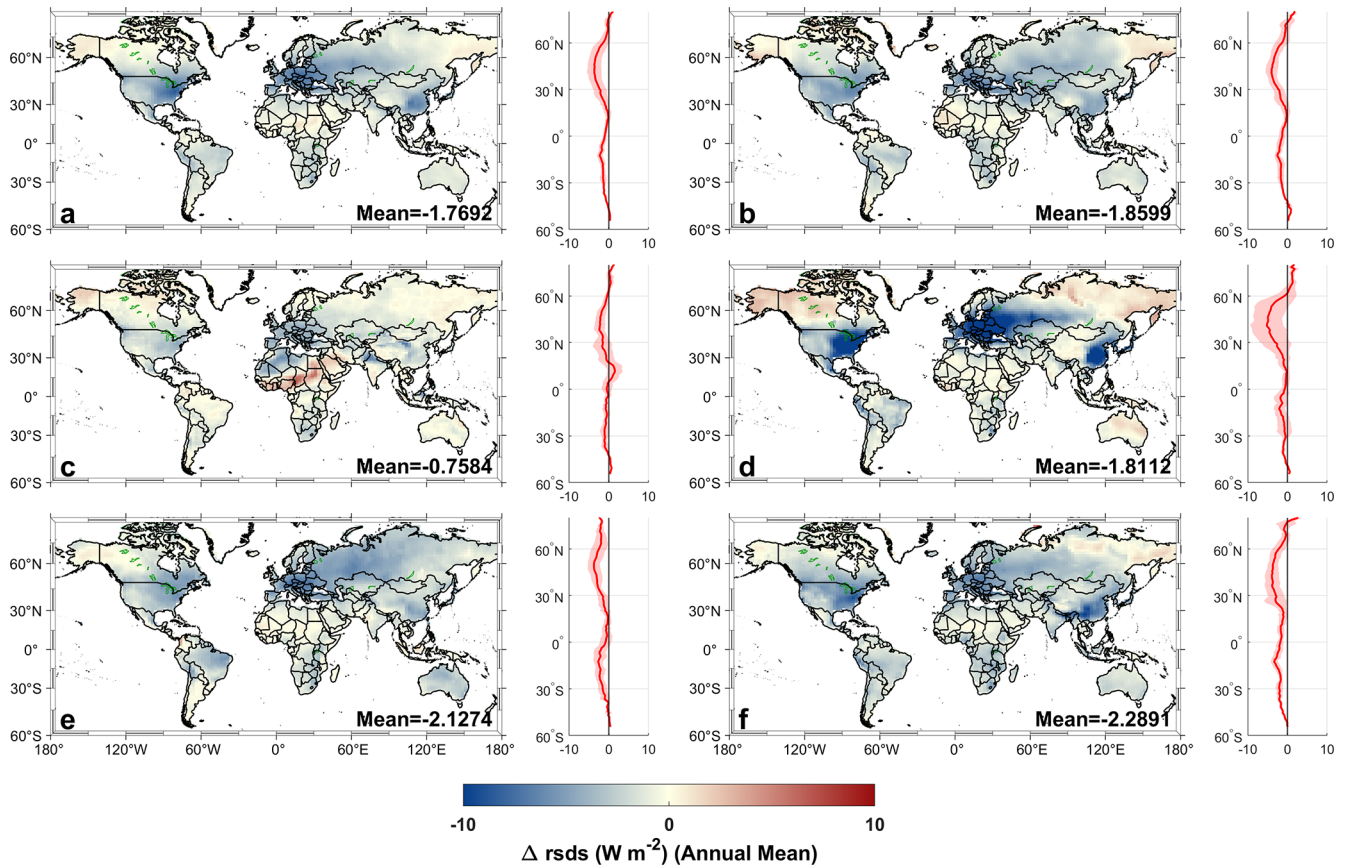 60°N 60°N 60°N 60°N
30°N 30°N 30°N 30°N
0° 0° 0° 0°
30°S 30°S 30°S 30°S
a Mean=-1.7692 b Mean=-1.8599
60°S 60°S 60°S 60°S
-10 0 10 -10 0 10
60°N 60°N 60°N 60°N
30°N 30°N 30°N 30°N
0° 0° 0° 0°
30°S 30°S 30°S 30°S
c Mean=-0.7584 d Mean=-1.8112
60°S 60°S 60°S 60°S
-10 0 10 -10 0 10
60°N 60°N 60°N 60°N
30°N 30°N 30°N 30°N
0° 0° 0° 0°
30°S 30°S 30°S 30°S
e Mean=-2.1274 f Mean=-2.2891
60°S 60°S 60°S 60°S
180° 120°W 60°W 0° 60°E 120°E 180° -10 0 10 180° 120°W 60°W 0° 60°E 120°E 180° -10 0 10
-10 0 10
Δ rsds (W m⁻²) (Annual Mean)